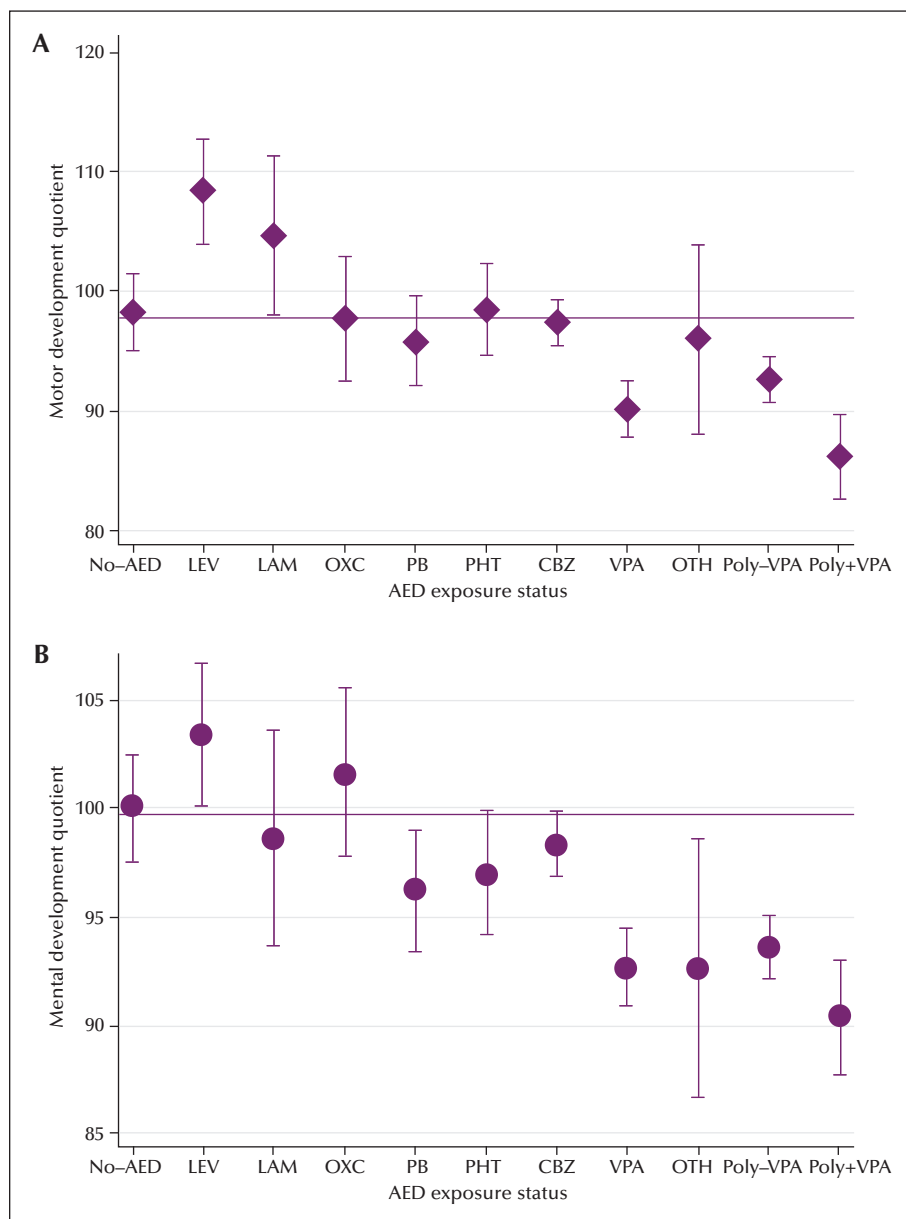 A
120
110
100
90
80
Motor development quotient
No–AED LEV LAM OXC PB PHT CBZ VPA OTH Poly–VPA Poly+VPA
AED exposure status
B
105
100
95
90
85
Mental development quotient
No–AED LEV LAM OXC PB PHT CBZ VPA OTH Poly–VPA Poly+VPA
AED exposure status